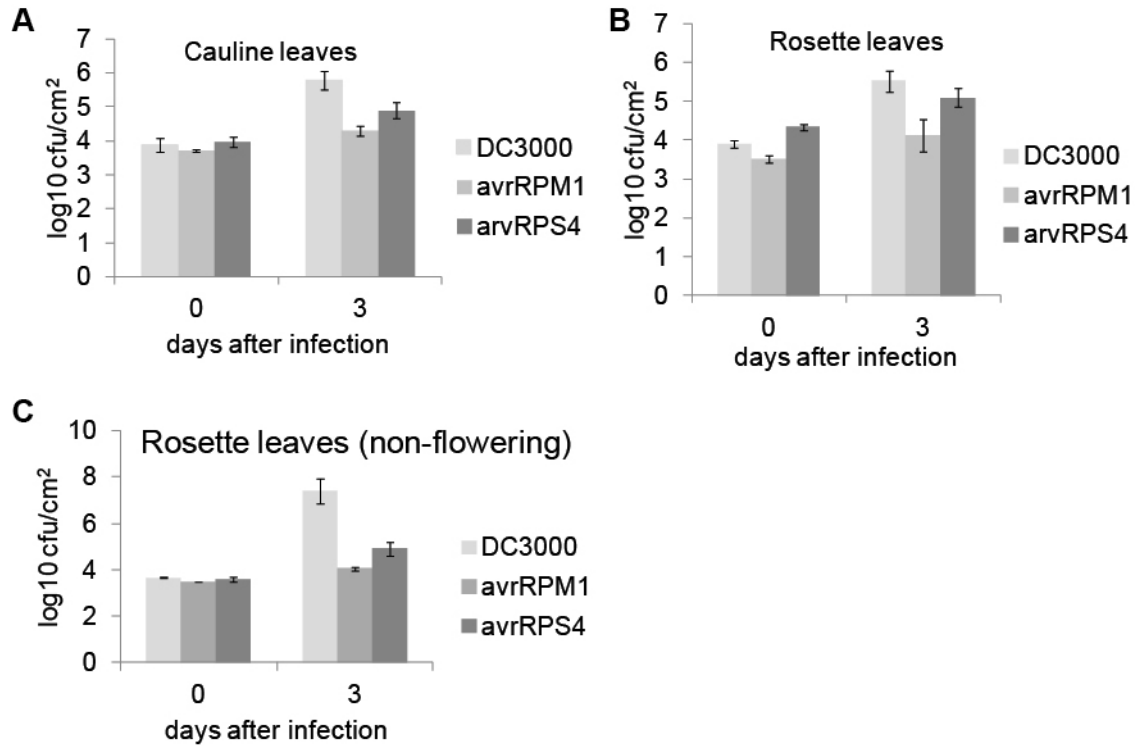 A
Cauline leaves
log10 cfu/cm²
7
6
5
4
3
2
1
0
0 3
days after infection
DC3000
avrRPM1
arvRPS4
B
Rosette leaves
log10 cfu/cm²
7
6
5
4
3
2
1
0
0 3
days after infection
DC3000
avrRPM1
arvRPS4
C
Rosette leaves (non-flowering)
log10 cfu/cm²
10
8
6
4
2
0
0 3
days after infection
DC3000
avrRPM1
avrRPS4